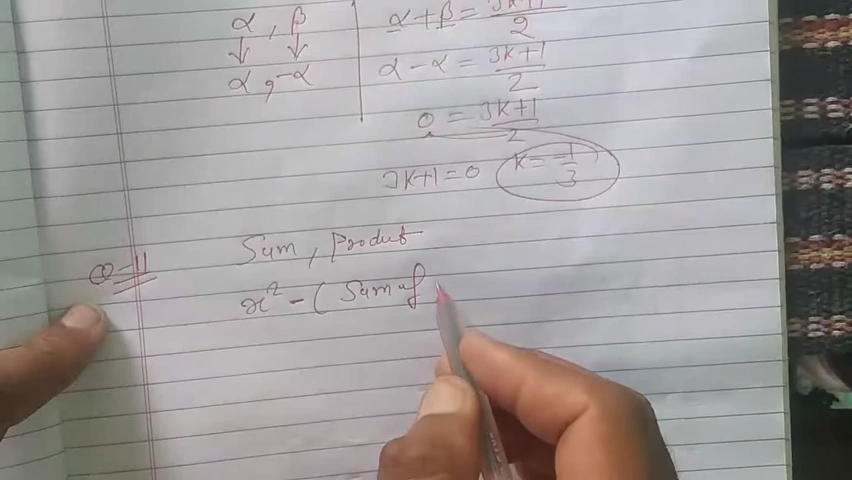 α, β
α + β = 3k+1 / 2
↓ ↓
α, -α
α - α = 3k+1 / 2
0 = 3k+1 / 2
3k+1 = 0 k = -1/3
Q-11 Sum, Product
x² - ( Sum of